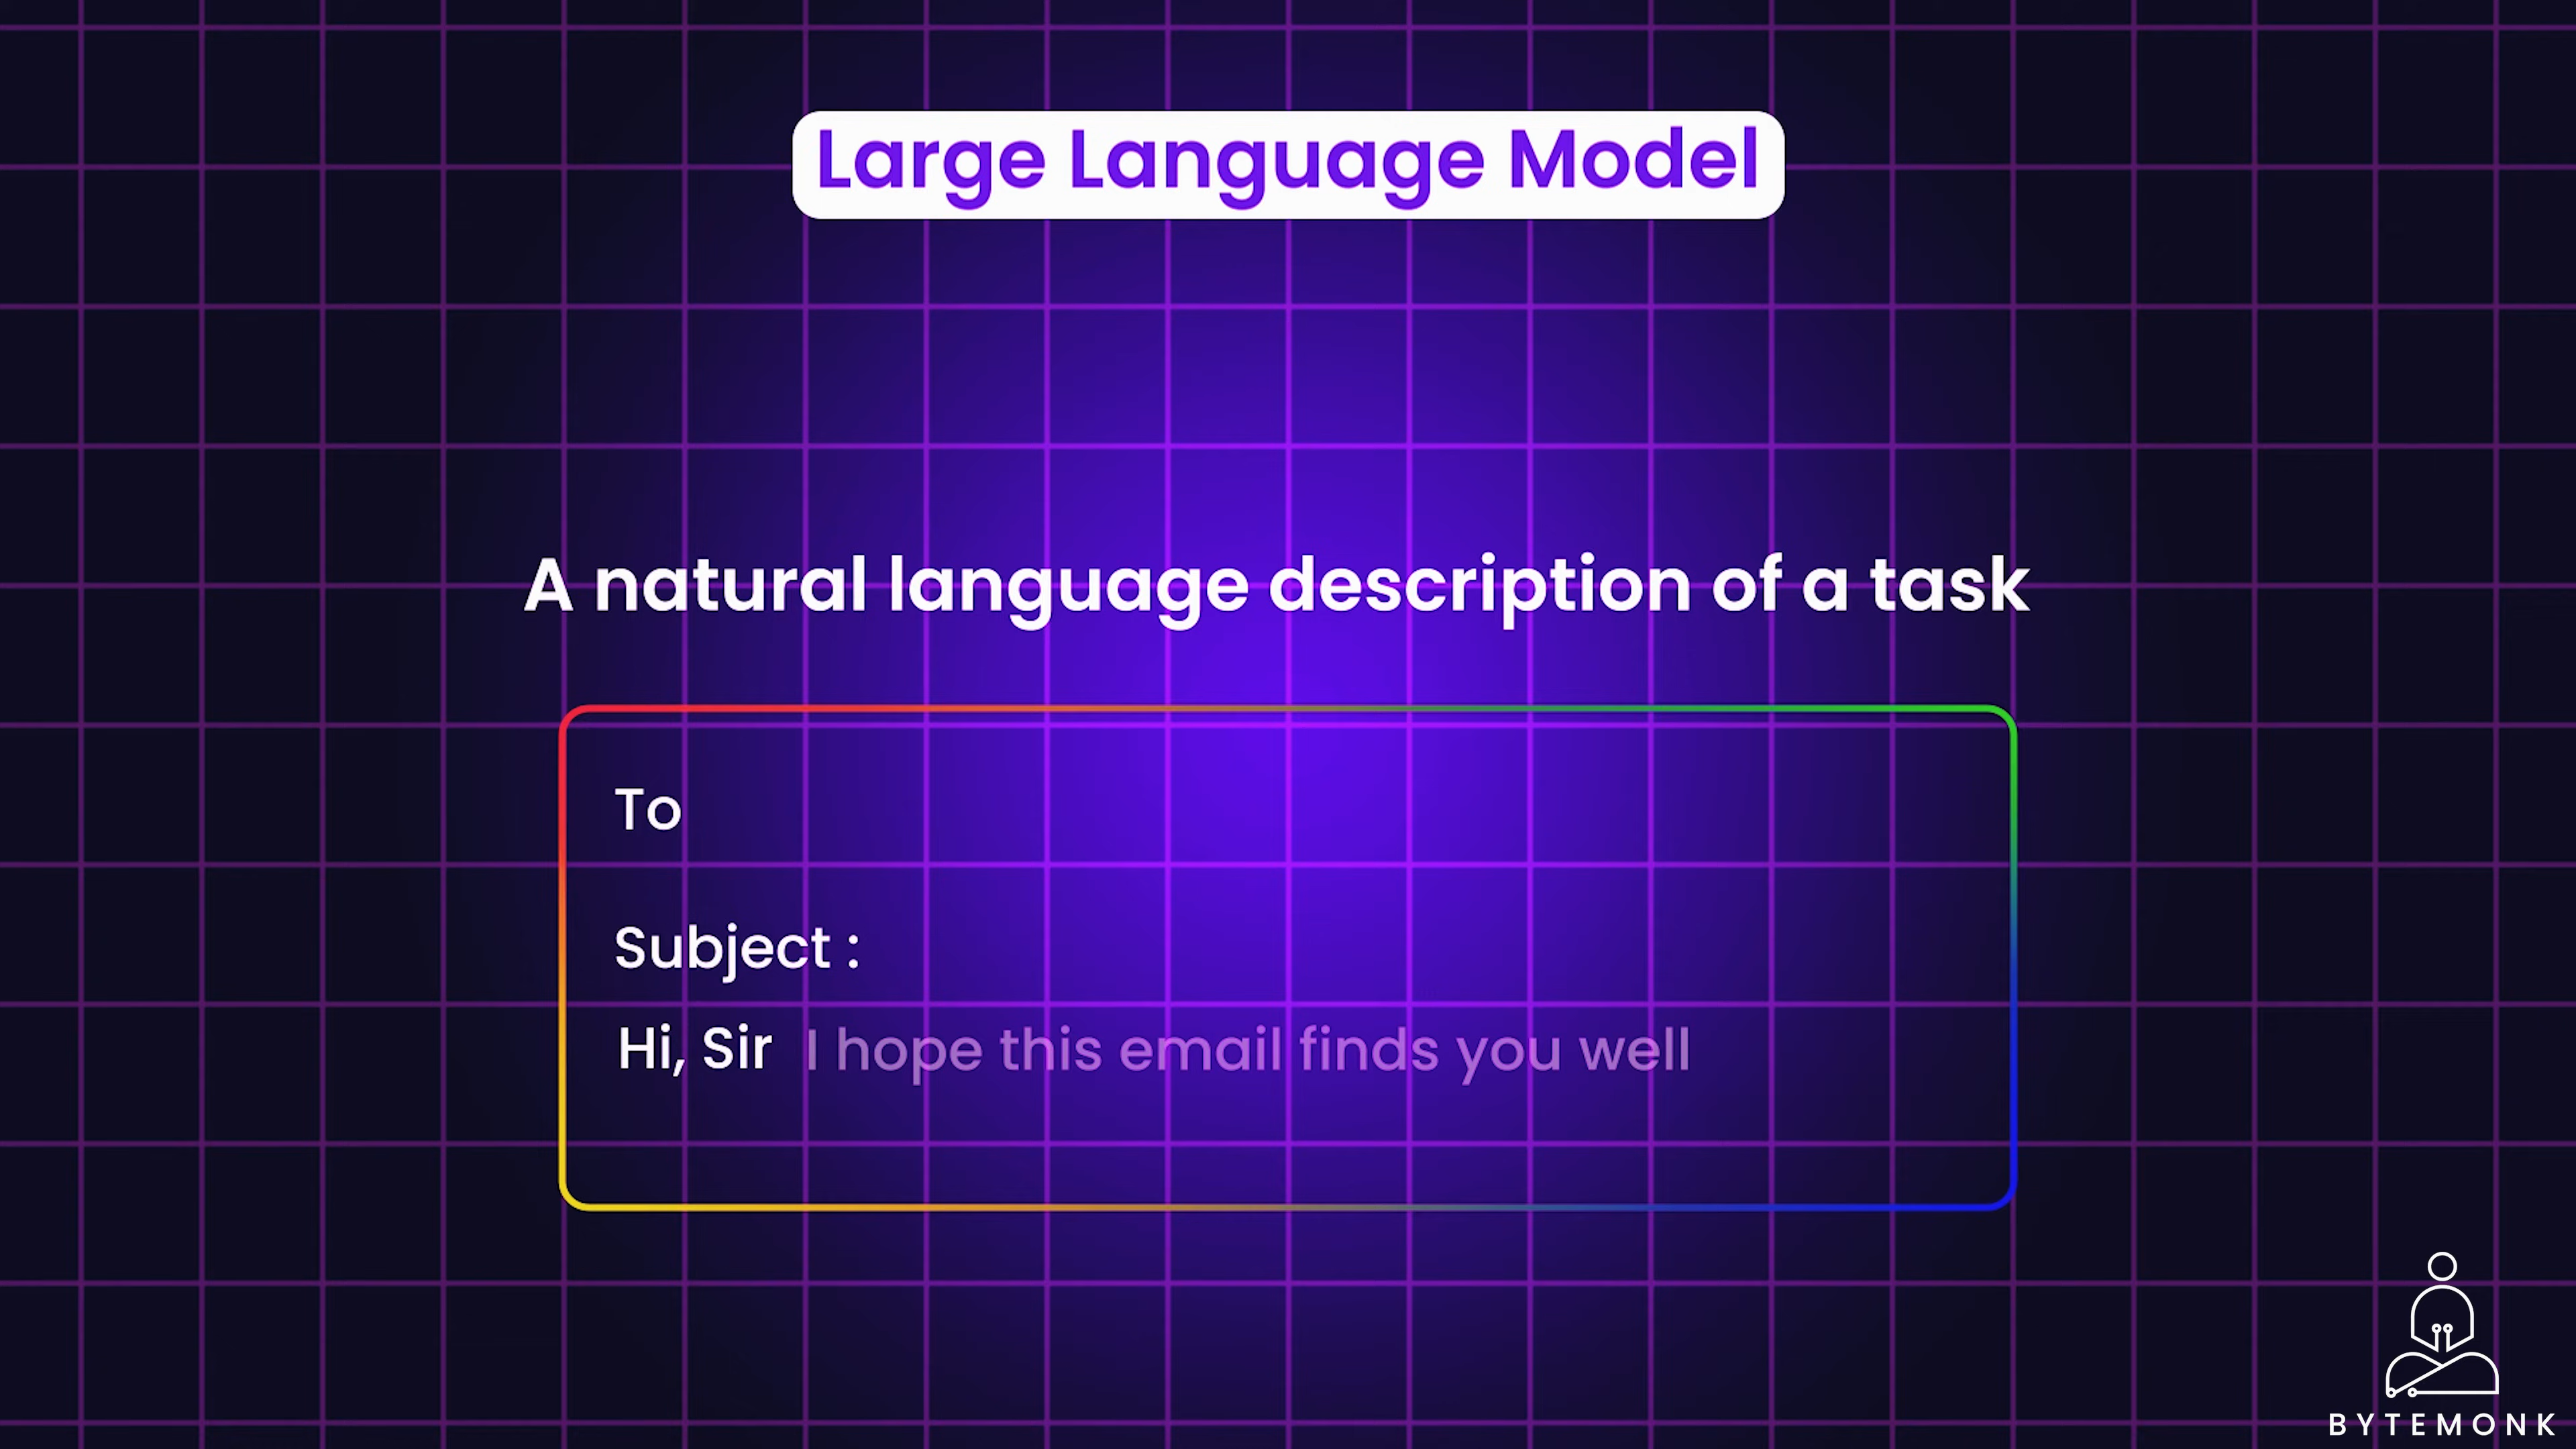 Large Language Model
A natural language description of a task
To
Subject :
Hi, Sir I hope this email finds you well
BYTEMONK